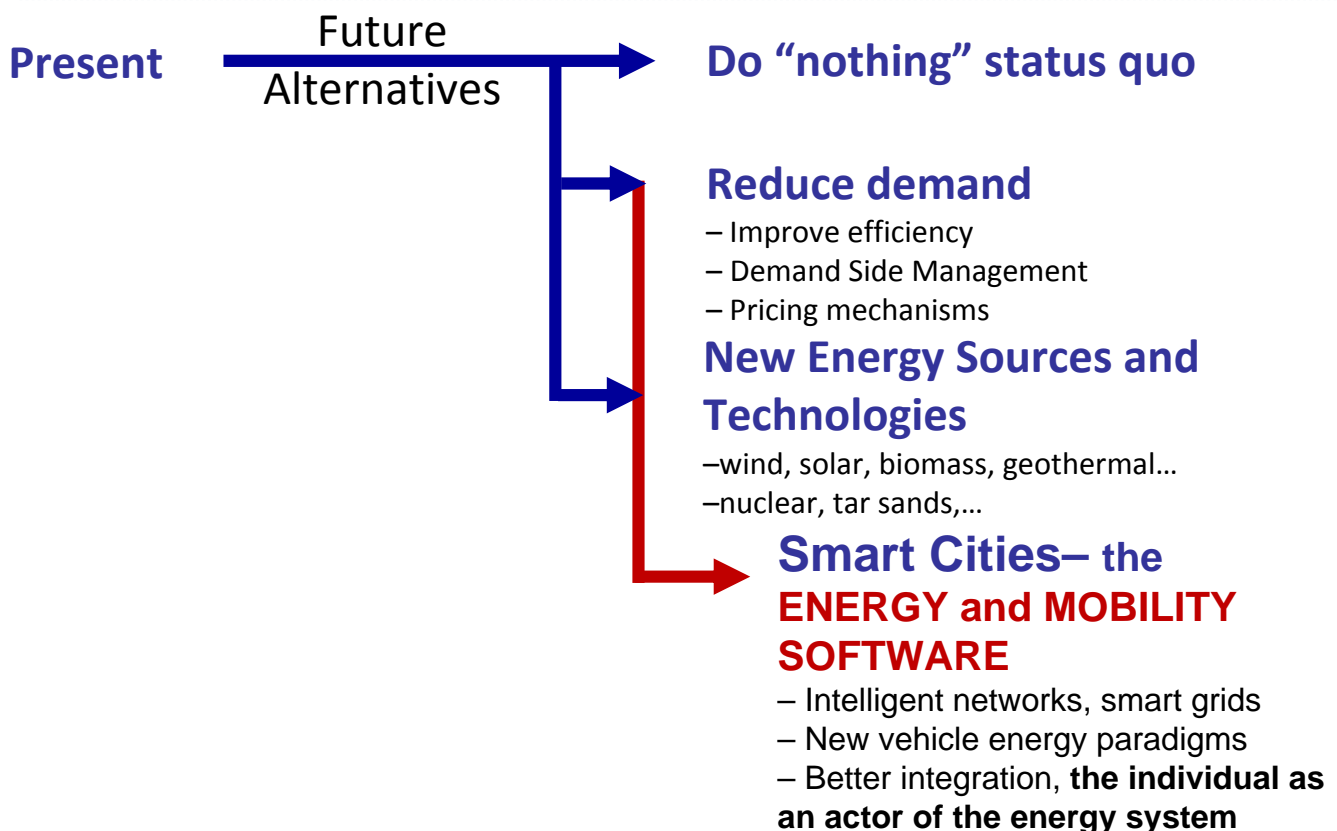 Present
Future
Alternatives
Do “nothing” status quo
Reduce demand
– Improve efficiency
– Demand Side Management
– Pricing mechanisms
New Energy Sources and
Technologies
–wind, solar, biomass, geothermal…
–nuclear, tar sands,…
Smart Cities– the
ENERGY and MOBILITY
SOFTWARE
– Intelligent networks, smart grids
– New vehicle energy paradigms
– Better integration, the individual as
an actor of the energy system